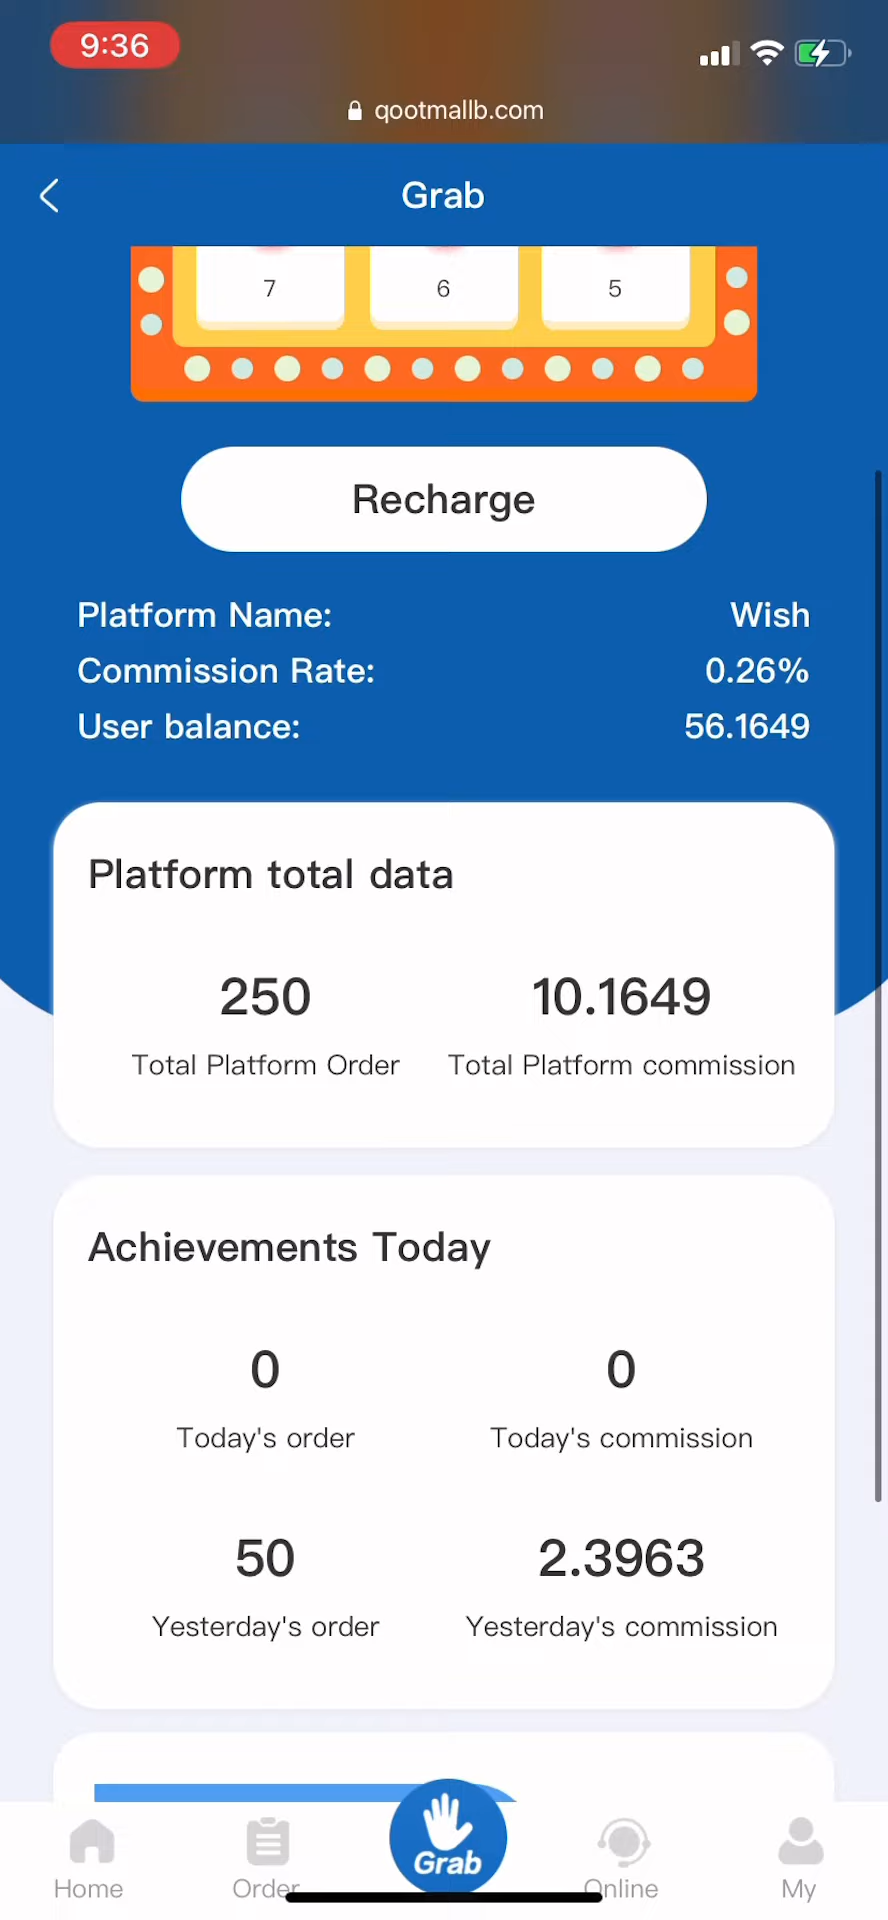 9:36
qootmallb.com
Grab
7 6 5
Recharge
Platform Name: Wish
Commission Rate: 0.26%
User balance: 56.1649
Platform total data
250 10.1649
Total Platform Order Total Platform commission
Achievements Today
0 0
Today's order Today's commission
50 2.3963
Yesterday's order Yesterday's commission
Grab
Home Order Online My